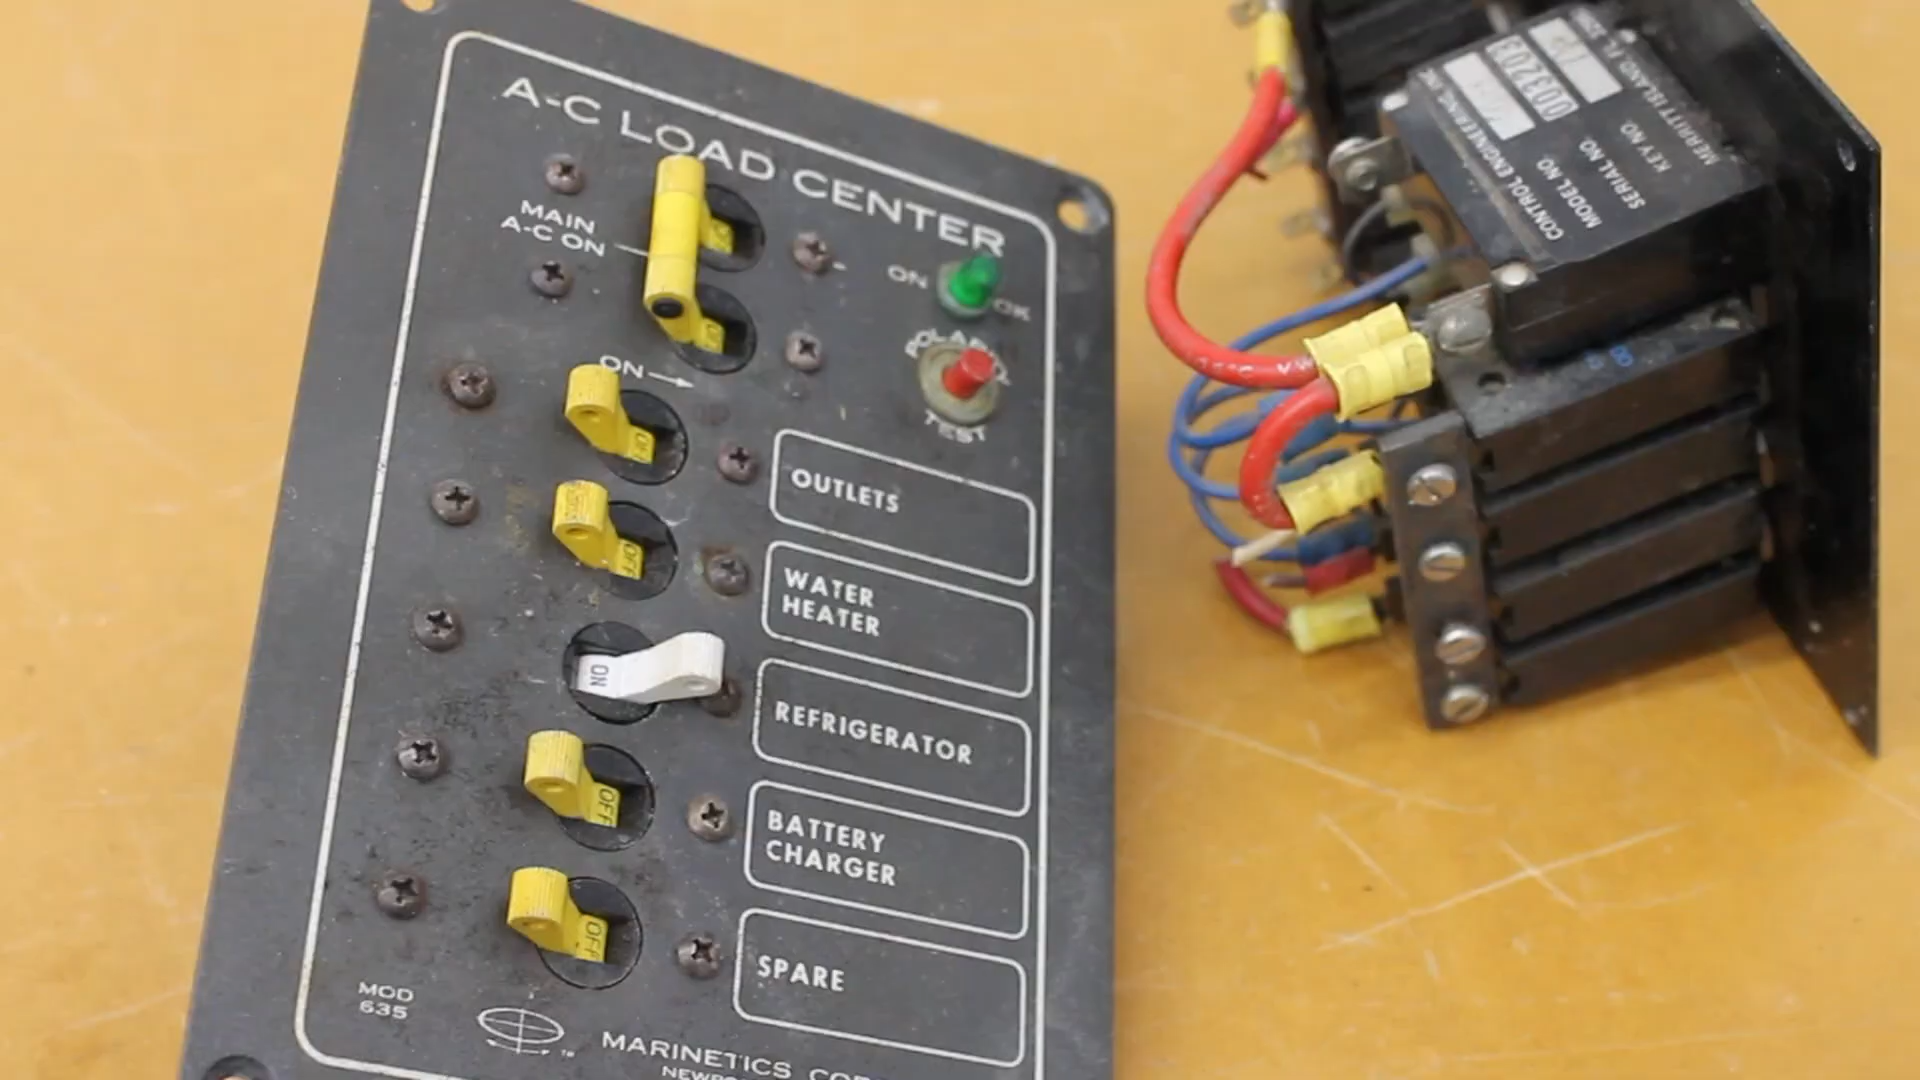 A-C LOAD CENTER
MAIN
A-C ON
ON
OK
POLARITY
TEST
ON
OUTLETS
OFF
WATER
HEATER
ON
REFRIGERATOR
OFF
BATTERY
CHARGER
OFF
SPARE
MOD
635
MARINETICS
CONTROL ENGINEERING, INC
MODEL NO.
SERIAL NO.
003203
KEY NO.
MERRITT ISLAND, FL